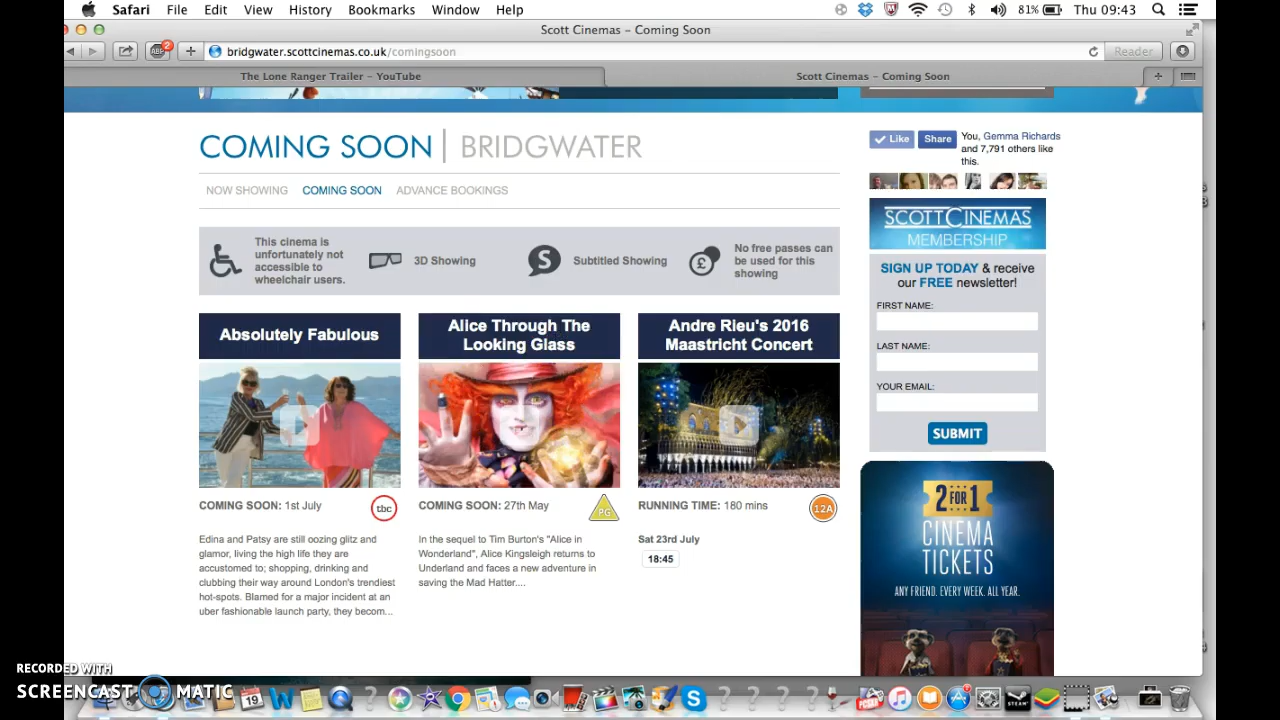 Safari File Edit View History Bookmarks Window Help 81% Thu 09:43
Scott Cinemas – Coming Soon
ABP 2 bridgwater.scottcinemas.co.uk/comingsoon Reader
The Lone Ranger Trailer – YouTube Scott Cinemas – Coming Soon
COMING SOON | BRIDGWATER
NOW SHOWING COMING SOON ADVANCE BOOKINGS
This cinema is
unfortunately not
accessible to
wheelchair users.
3D Showing
S Subtitled Showing
£
No free passes can
be used for this
showing
Absolutely Fabulous
COMING SOON: 1st July tbc
Edina and Patsy are still oozing glitz and
glamor, living the high life they are
accustomed to; shopping, drinking and
clubbing their way around London's trendiest
hot-spots. Blamed for a major incident at an
uber fashionable launch party, they becom...
Alice Through The
Looking Glass
COMING SOON: 27th May PG
In the sequel to Tim Burton's "Alice in
Wonderland", Alice Kingsleigh returns to
Underland and faces a new adventure in
saving the Mad Hatter....
Andre Rieu's 2016
Maastricht Concert
RUNNING TIME: 180 mins 12A
Sat 23rd July
18:45
Like Share
You, Gemma Richards
and 7,791 others like
this.
SCOTT CINEMAS
MEMBERSHIP
SIGN UP TODAY & receive
our FREE newsletter!
FIRST NAME:
LAST NAME:
YOUR EMAIL:
SUBMIT
2 FOR 1
CINEMA
TICKETS
ANY FRIEND. EVERY WEEK. ALL YEAR.
RECORDED WITH
SCREENCAST MATIC
19
STEAM